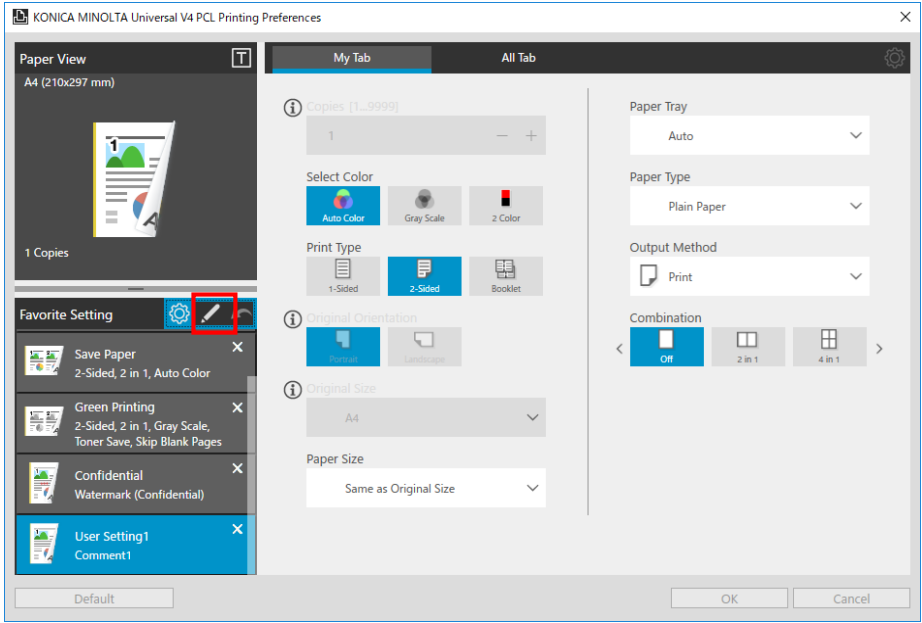 KONICA MINOLTA Universal V4 PCL Printing Preferences
Paper View
T
A4 (210x297 mm)
1
A
1 Copies
Favorite Setting
Save Paper
2-Sided, 2 in 1, Auto Color
Green Printing
2-Sided, 2 in 1, Gray Scale,
Toner Save, Skip Blank Pages
Confidential
Watermark (Confidential)
User Setting1
Comment1
My Tab
All Tab
Copies [1...9999]
1
Select Color
Auto Color
Gray Scale
2 Color
Print Type
1-Sided
2-Sided
Booklet
Original Orientation
Portrait
Landscape
Original Size
A4
Paper Size
Same as Original Size
Paper Tray
Auto
Paper Type
Plain Paper
Output Method
Print
Combination
Off
2 in 1
4 in 1
Default
OK
Cancel